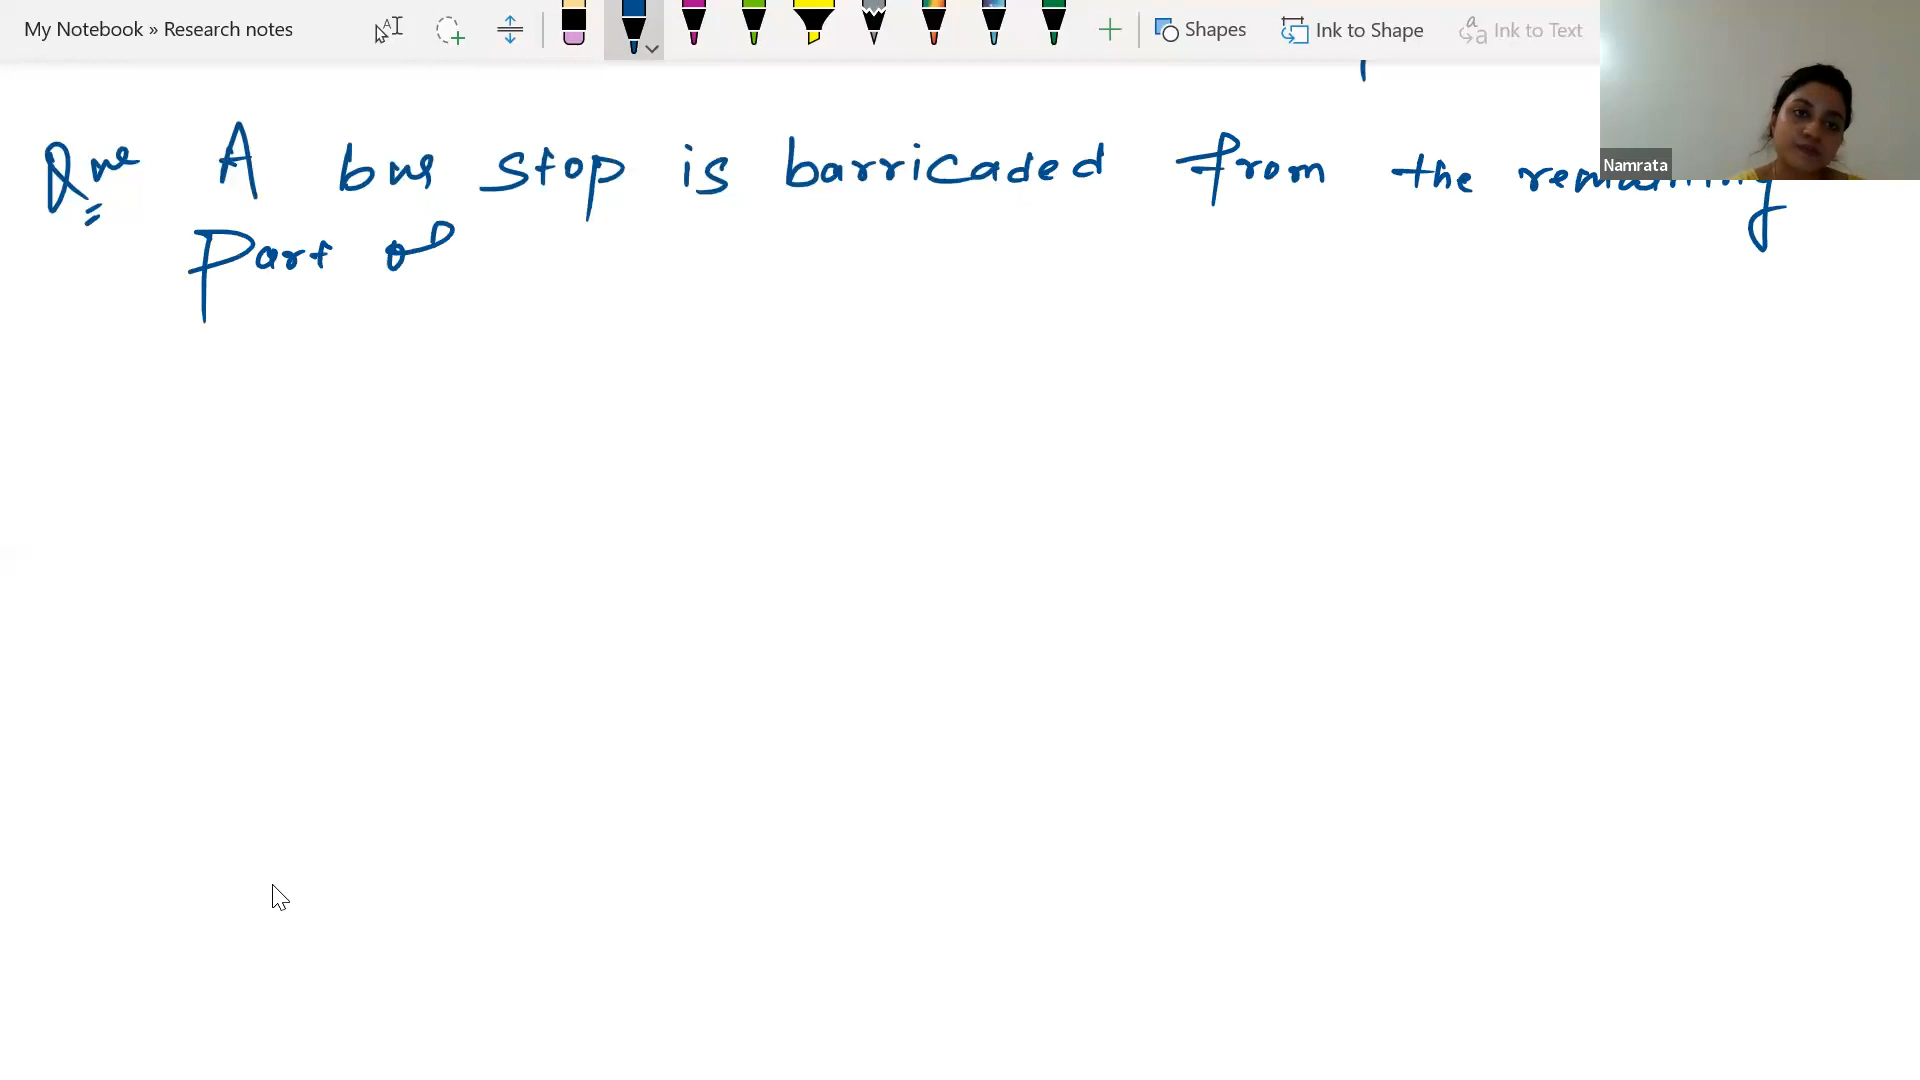 My Notebook » Research notes
Shapes
Ink to Shape
Ink to Text
Namrata
Que A bus stop is barricaded from the remaining
Part of